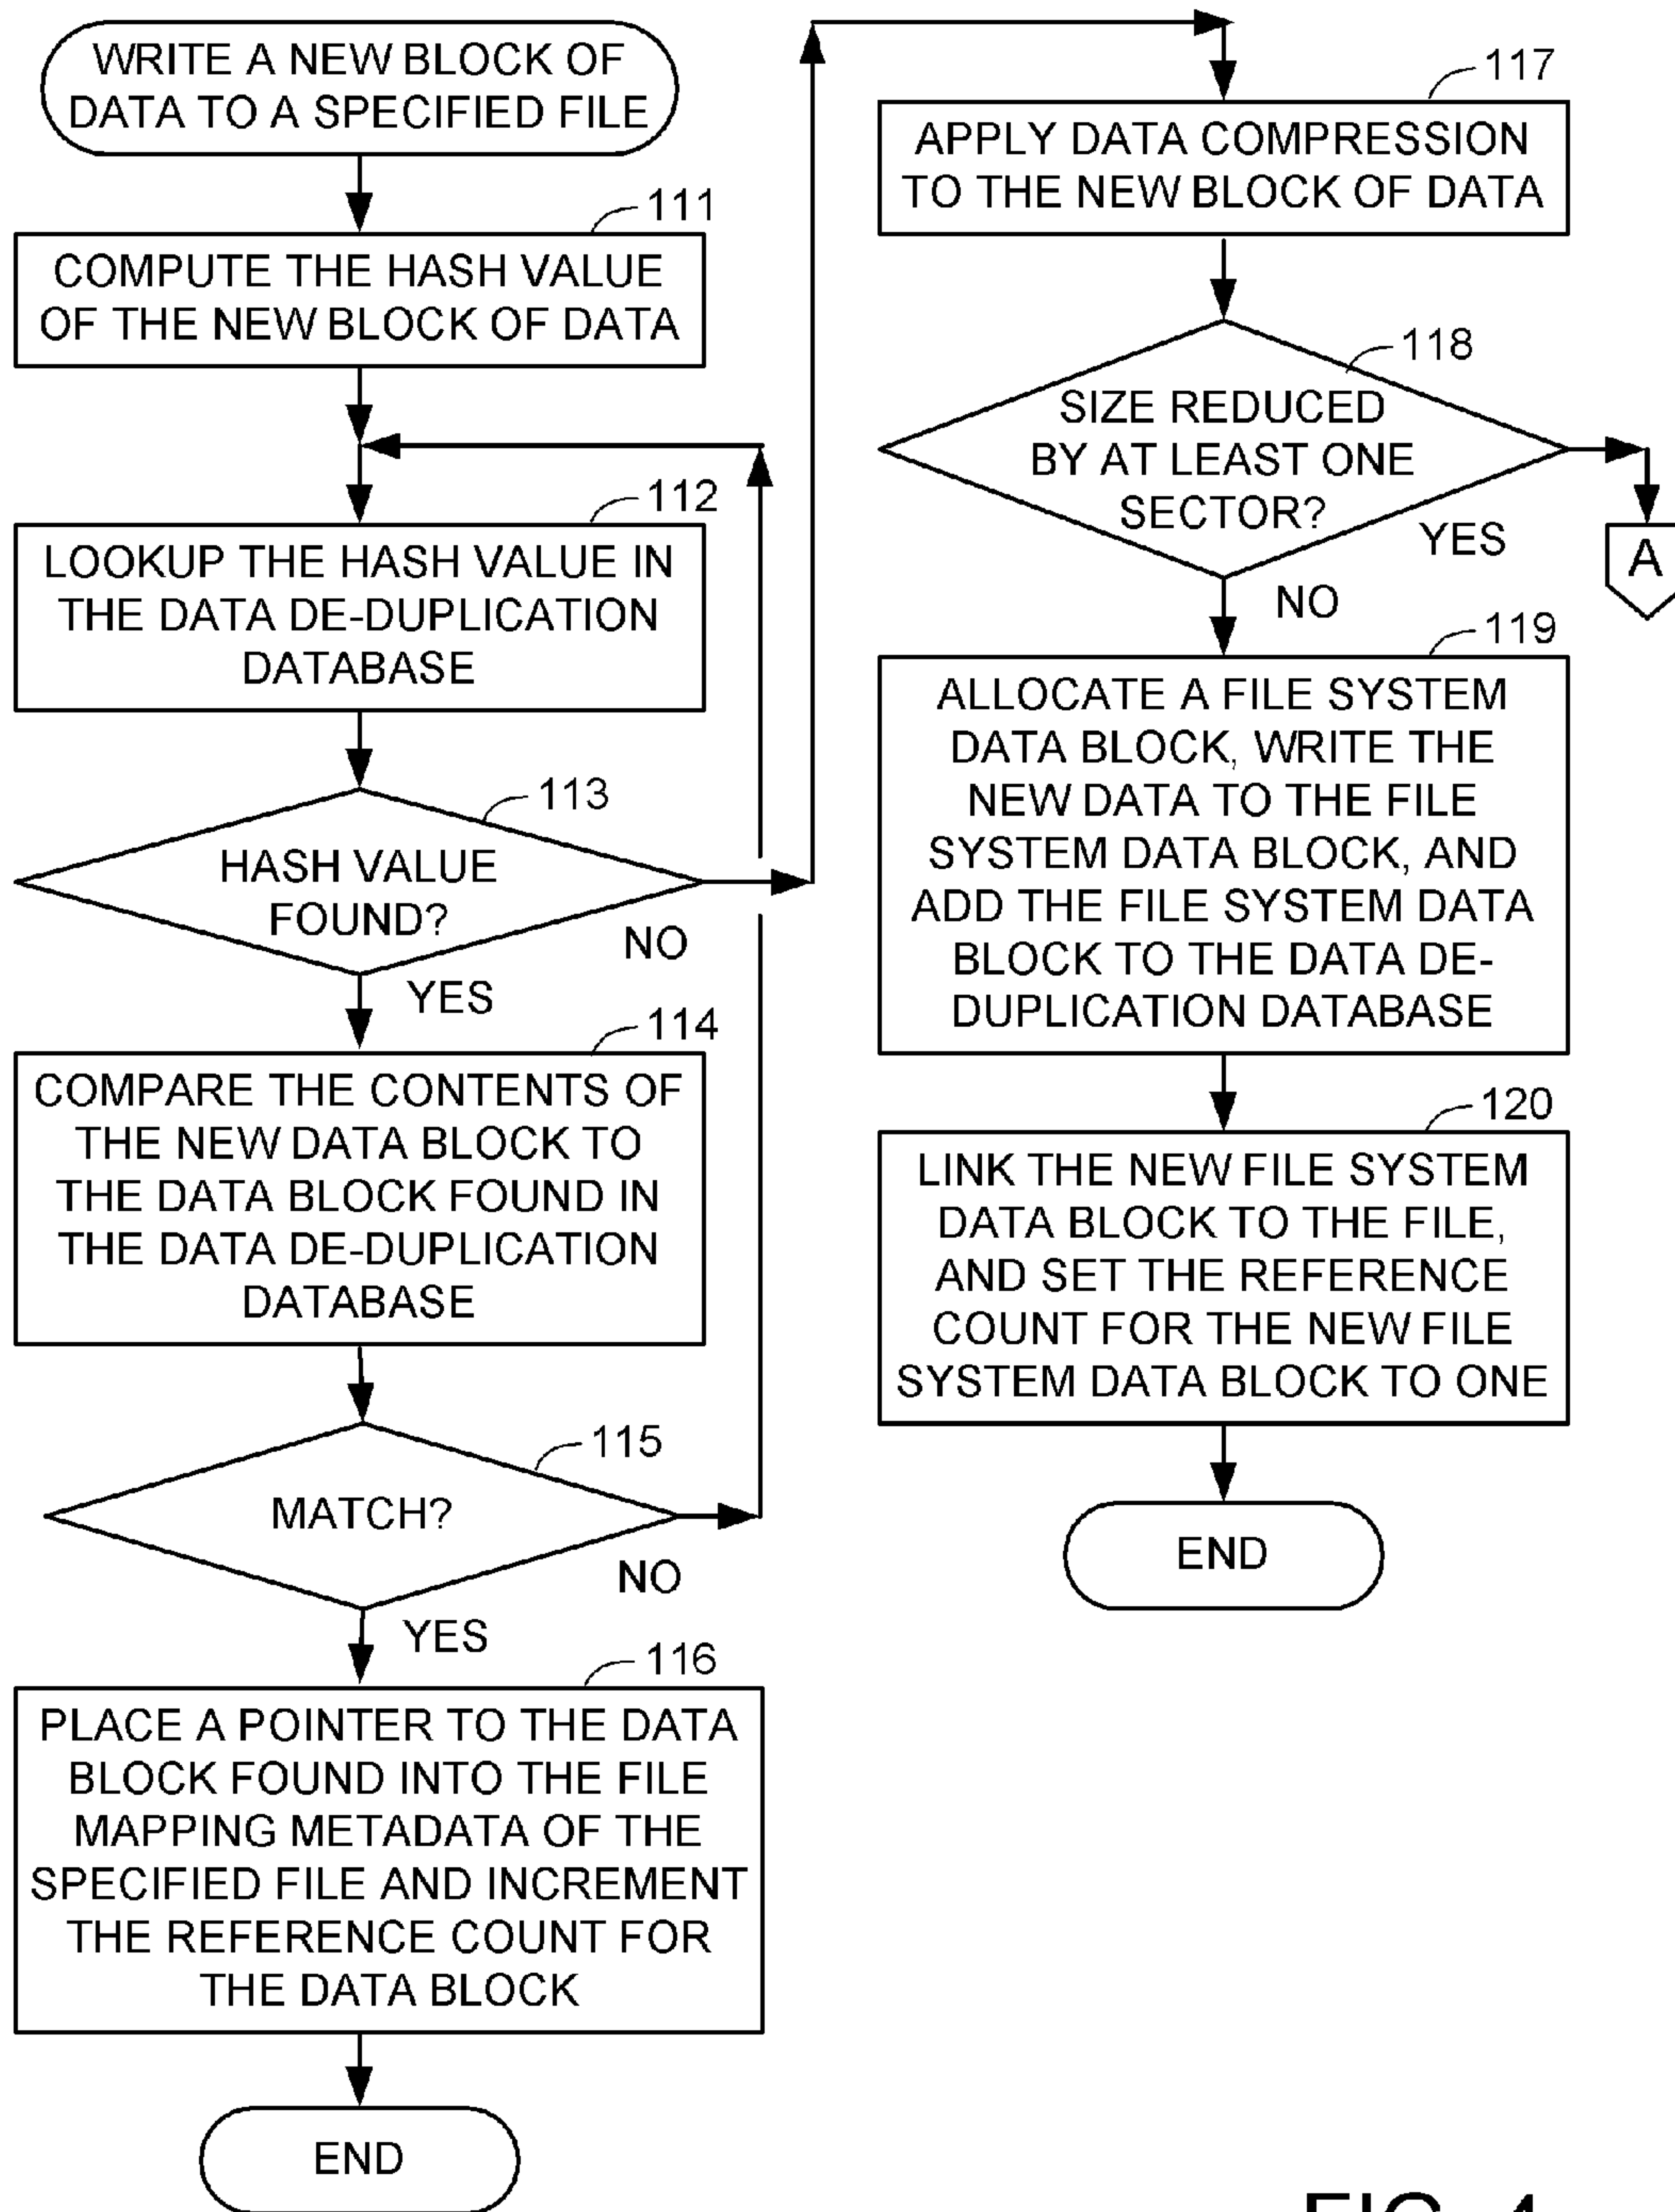 WRITE A NEW BLOCK OF
DATA TO A SPECIFIED FILE
111
COMPUTE THE HASH VALUE
OF THE NEW BLOCK OF DATA
112
LOOKUP THE HASH VALUE IN
THE DATA DE-DUPLICATION
DATABASE
113
HASH VALUE
FOUND?
NO
YES
114
COMPARE THE CONTENTS OF
THE NEW DATA BLOCK TO
THE DATA BLOCK FOUND IN
THE DATA DE-DUPLICATION
DATABASE
115
MATCH?
NO
YES
116
PLACE A POINTER TO THE DATA
BLOCK FOUND INTO THE FILE
MAPPING METADATA OF THE
SPECIFIED FILE AND INCREMENT
THE REFERENCE COUNT FOR
THE DATA BLOCK
END
117
APPLY DATA COMPRESSION
TO THE NEW BLOCK OF DATA
118
SIZE REDUCED
BY AT LEAST ONE
SECTOR?
YES
A
NO
119
ALLOCATE A FILE SYSTEM
DATA BLOCK, WRITE THE
NEW DATA TO THE FILE
SYSTEM DATA BLOCK, AND
ADD THE FILE SYSTEM DATA
BLOCK TO THE DATA DE-
DUPLICATION DATABASE
120
LINK THE NEW FILE SYSTEM
DATA BLOCK TO THE FILE,
AND SET THE REFERENCE
COUNT FOR THE NEW FILE
SYSTEM DATA BLOCK TO ONE
END